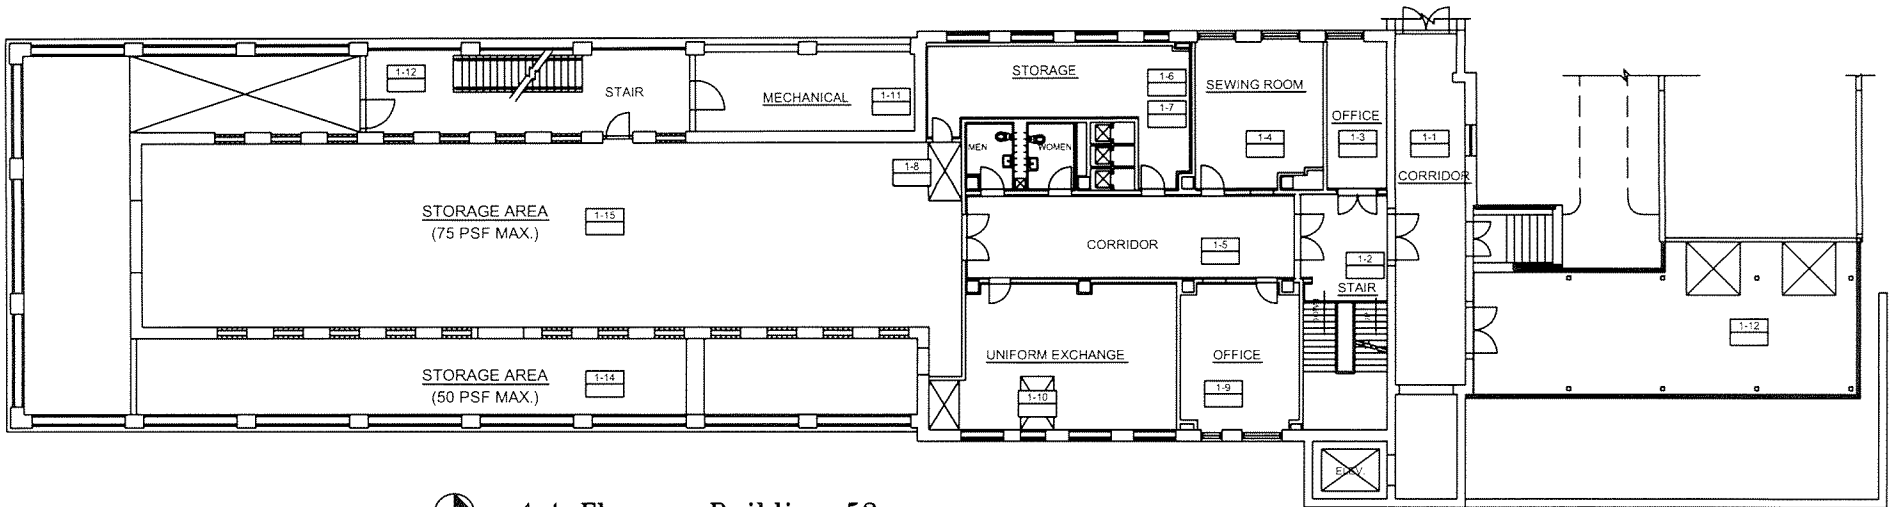 1-12
STAIR
MECHANICAL
1-11
STORAGE
1-6
1-7
SEWING ROOM
1-4
OFFICE
1-3
1-1
CORRIDOR
MEN
WOMEN
1-8
STORAGE AREA
(75 PSF MAX.)
1-15
CORRIDOR
1-5
1-2
STAIR
UNIFORM EXCHANGE
1-10
OFFICE
1-9
1-12
STORAGE AREA
(50 PSF MAX.)
1-14
ELEV.